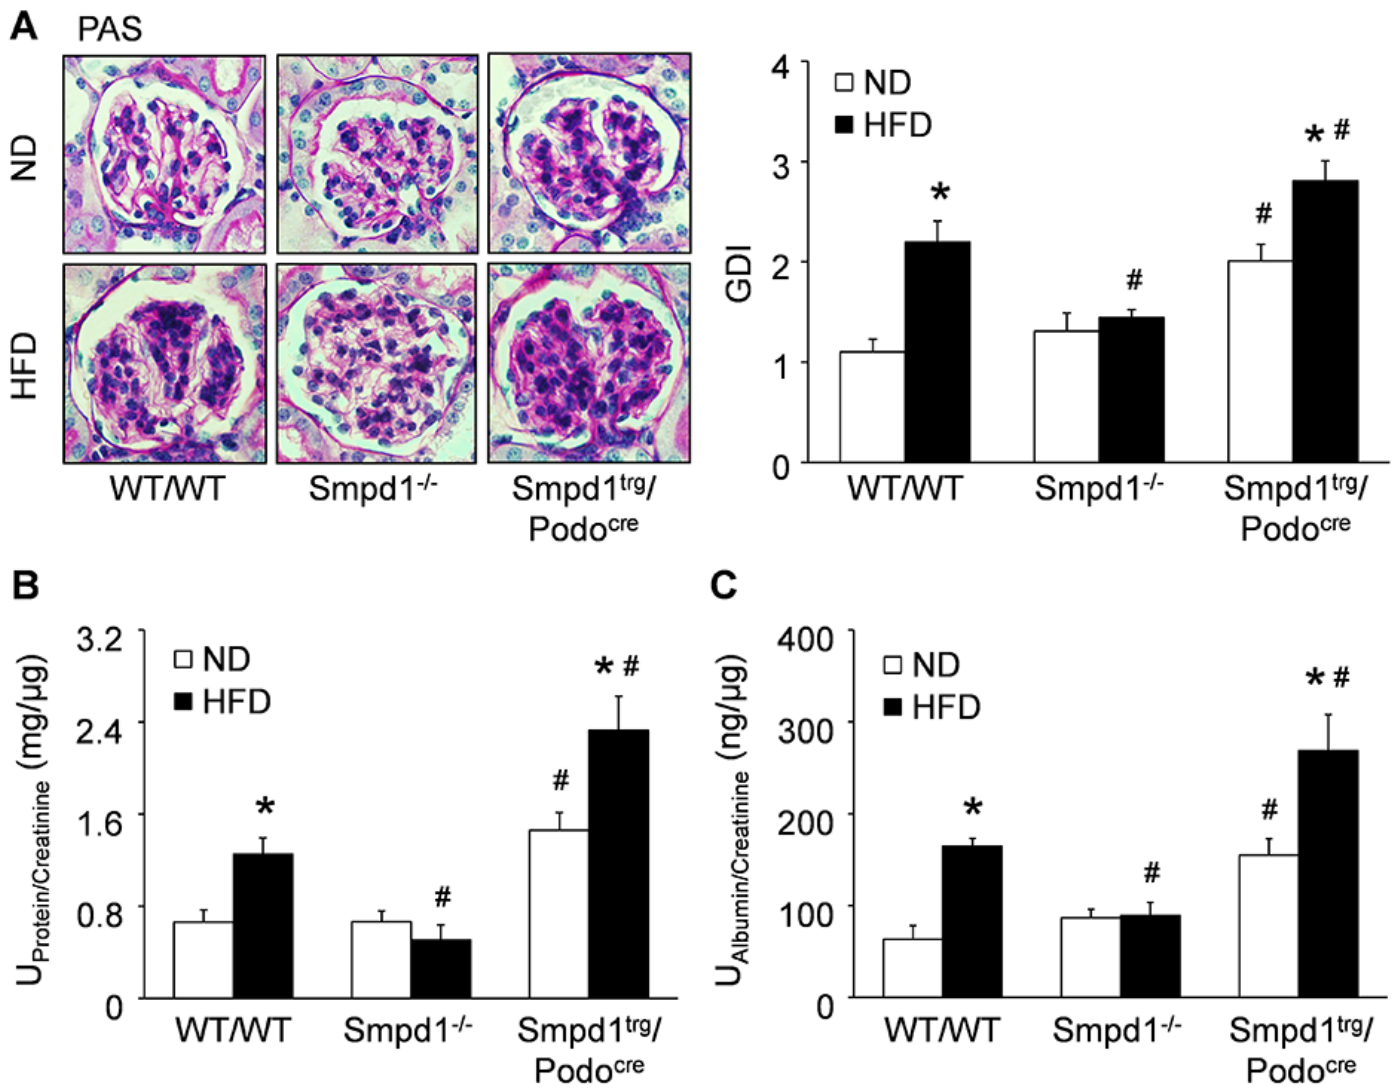 A PAS
ND
HFD
WT/WT Smpd1-/- Smpd1trg/
Podocre
4
3
2
1
0
GDI
ND
HFD
*
#
#
* #
WT/WT Smpd1-/- Smpd1trg/
Podocre
B
3.2
2.4
1.6
0.8
0
UProtein/Creatinine (mg/µg)
ND
HFD
*
#
#
* #
WT/WT Smpd1-/- Smpd1trg/
Podocre
C
400
300
200
100
0
UAlbumin/Creatinine (ng/µg)
ND
HFD
*
#
#
* #
WT/WT Smpd1-/- Smpd1trg/
Podocre